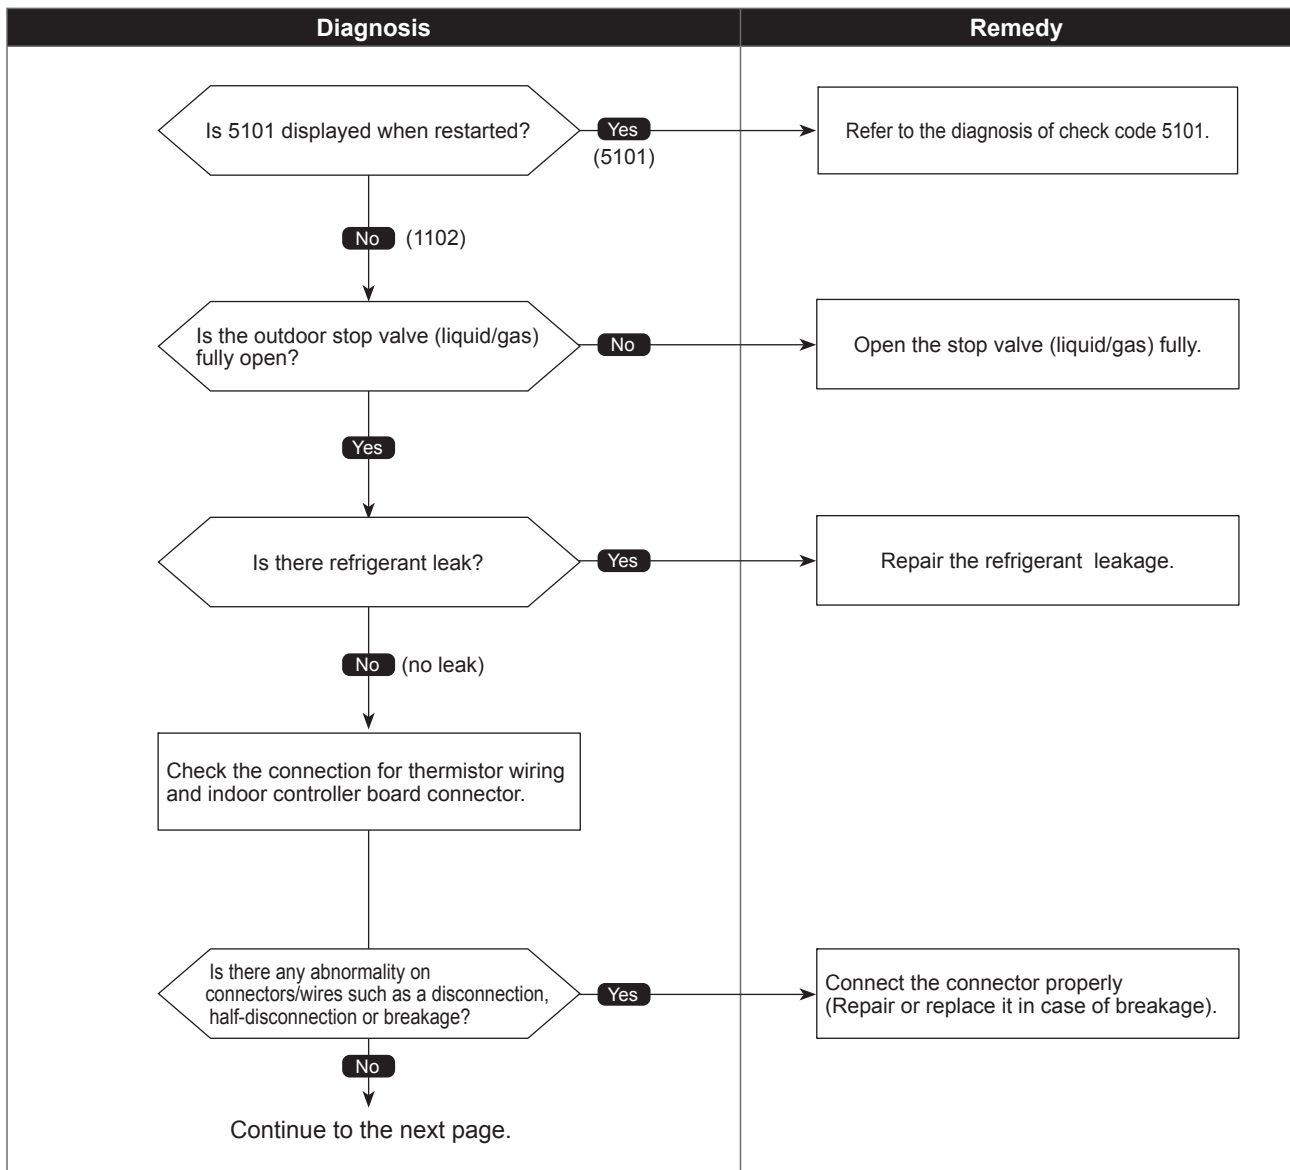 Diagnosis
Remedy
Is 5101 displayed when restarted?
Yes
(5101)
Refer to the diagnosis of check code 5101.
No (1102)
Is the outdoor stop valve (liquid/gas)
fully open?
No
Open the stop valve (liquid/gas) fully.
Yes
Is there refrigerant leak?
Yes
Repair the refrigerant leakage.
No (no leak)
Check the connection for thermistor wiring
and indoor controller board connector.
Is there any abnormality on
connectors/wires such as a disconnection,
half-disconnection or breakage?
Yes
Connect the connector properly
(Repair or replace it in case of breakage).
No
Continue to the next page.